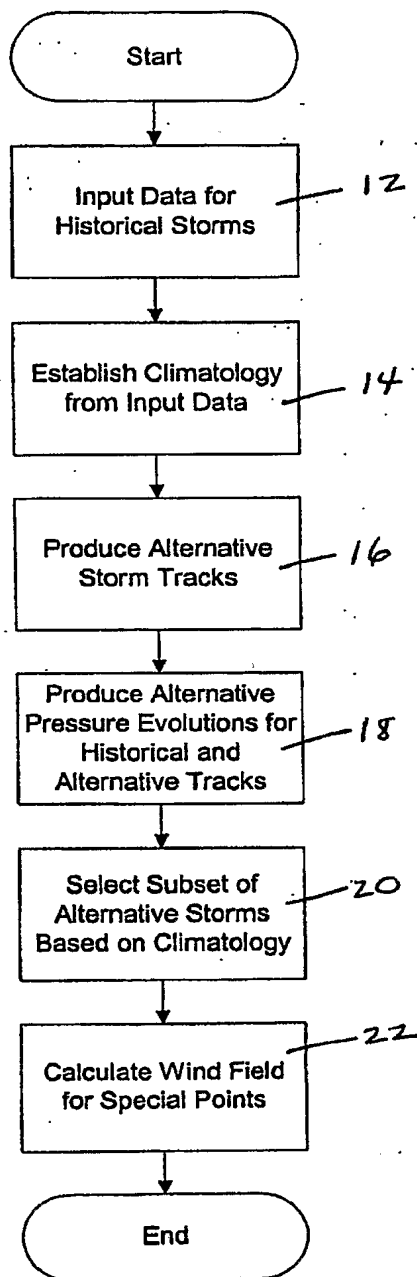 Start
Input Data for
Historical Storms
12
Establish Climatology
from Input Data
14
Produce Alternative
Storm Tracks
16
Produce Alternative
Pressure Evolutions for
Historical and
Alternative Tracks
18
Select Subset of
Alternative Storms
Based on Climatology
20
Calculate Wind Field
for Special Points
22
End